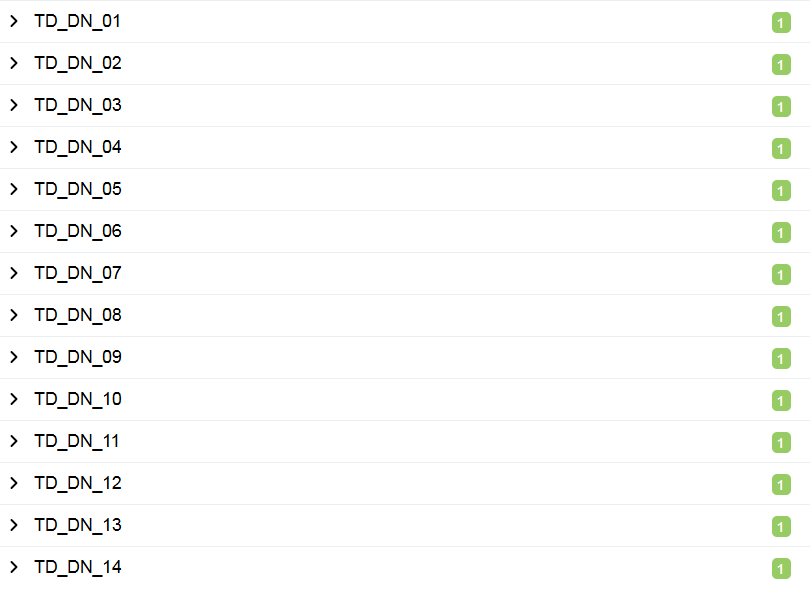 TD_DN_01 1
TD_DN_02 1
TD_DN_03 1
TD_DN_04 1
TD_DN_05 1
TD_DN_06 1
TD_DN_07 1
TD_DN_08 1
TD_DN_09 1
TD_DN_10 1
TD_DN_11 1
TD_DN_12 1
TD_DN_13 1
TD_DN_14 1